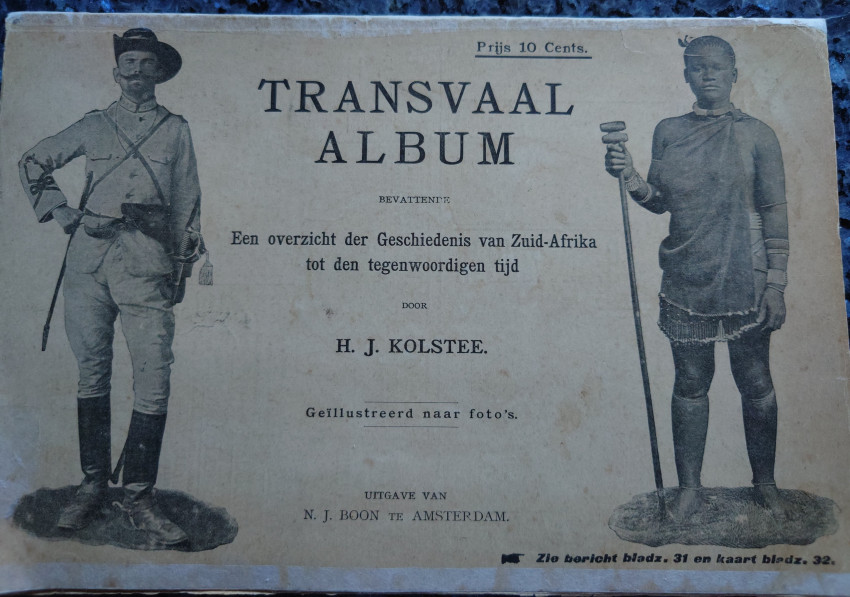 Prijs 10 Cents.
TRANSVAAL
ALBUM
BEVATTENDE
Een overzicht der Geschiedenis van Zuid-Afrika
tot den tegenwoordigen tijd
DOOR
H. J. KOLSTEE.
Geïllustreerd naar foto's.
UITGAVE VAN
N. J. BOON TE AMSTERDAM.
Zie bericht bladz. 31 en kaart bladz. 32.